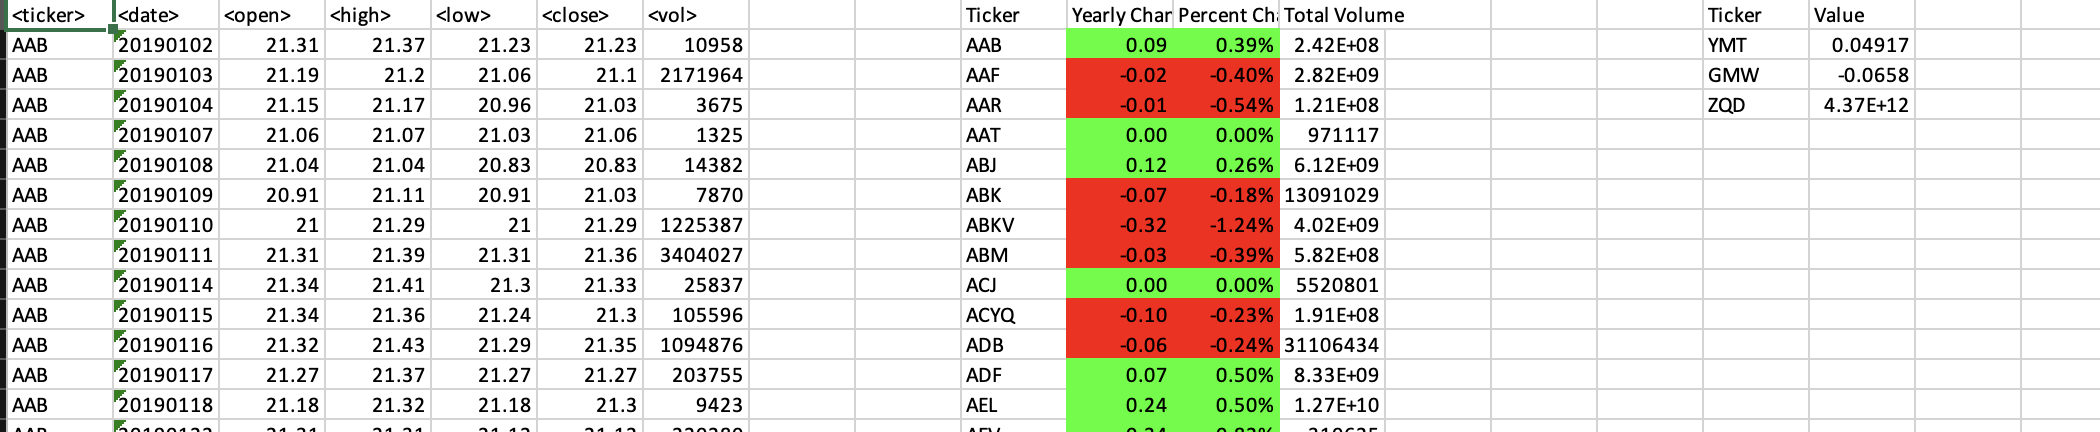 <ticker> <date> <open> <high> <low> <close> <vol> Ticker Yearly Char Percent Ch Total Volume Ticker Value
AAB 20190102 21.31 21.37 21.23 21.23 10958 AAB 0.09 0.39% 2.42E+08 YMT 0.04917
AAB 20190103 21.19 21.2 21.06 21.1 2171964 AAF -0.02 -0.40% 2.82E+09 GMW -0.0658
AAB 20190104 21.15 21.17 20.96 21.03 3675 AAR -0.01 -0.54% 1.21E+08 ZQD 4.37E+12
AAB 20190107 21.06 21.07 21.03 21.06 1325 AAT 0.00 0.00% 971117
AAB 20190108 21.04 21.04 20.83 20.83 14382 ABJ 0.12 0.26% 6.12E+09
AAB 20190109 20.91 21.11 20.91 21.03 7870 ABK -0.07 -0.18% 13091029
AAB 20190110 21 21.29 21 21.29 1225387 ABKV -0.32 -1.24% 4.02E+09
AAB 20190111 21.31 21.39 21.31 21.36 3404027 ABM -0.03 -0.39% 5.82E+08
AAB 20190114 21.34 21.41 21.3 21.33 25837 ACJ 0.00 0.00% 5520801
AAB 20190115 21.34 21.36 21.24 21.3 105596 ACYQ -0.10 -0.23% 1.91E+08
AAB 20190116 21.32 21.43 21.29 21.35 1094876 ADB -0.06 -0.24% 31106434
AAB 20190117 21.27 21.37 21.27 21.27 203755 ADF 0.07 0.50% 8.33E+09
AAB 20190118 21.18 21.32 21.18 21.3 9423 AEL 0.24 0.50% 1.27E+10